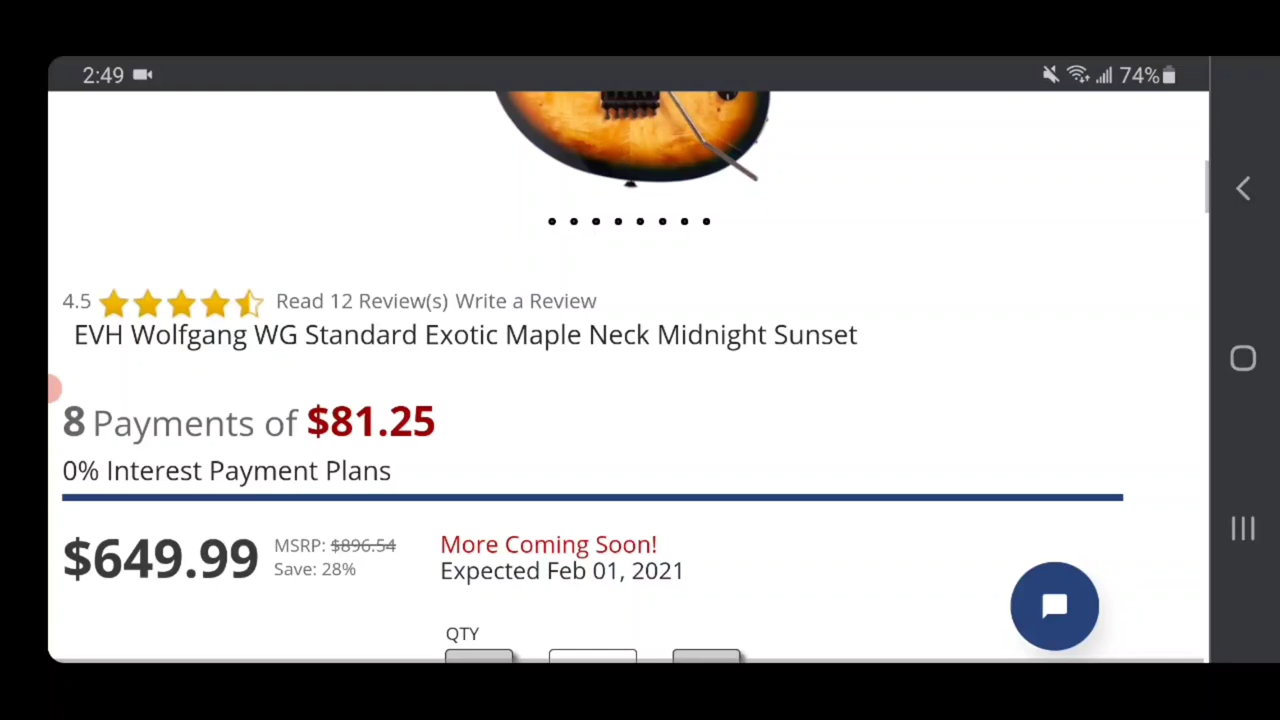 2:49 74%
4.5 Read 12 Review(s) Write a Review
EVH Wolfgang WG Standard Exotic Maple Neck Midnight Sunset
8 Payments of $81.25
0% Interest Payment Plans
$649.99 MSRP: $896.54 More Coming Soon!
Save: 28% Expected Feb 01, 2021
QTY